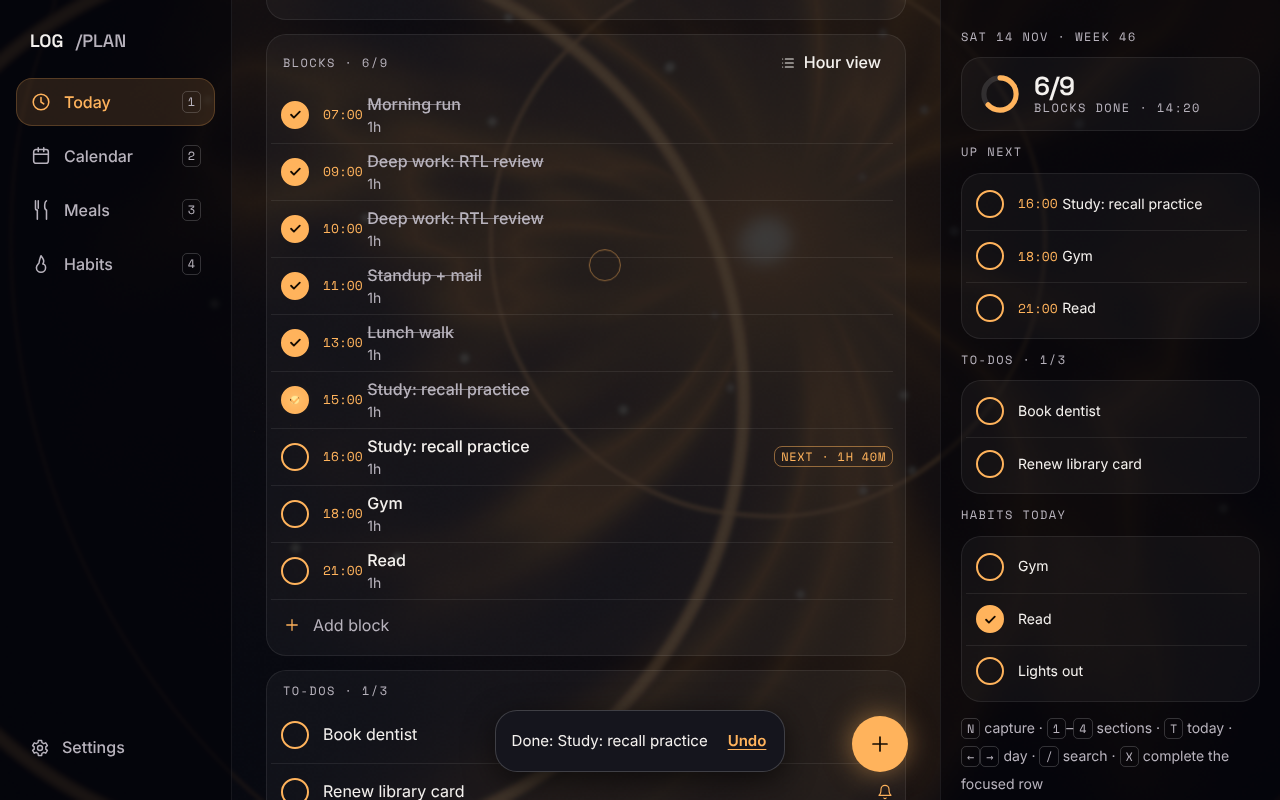 LOG /PLAN
Today 1
Calendar 2
Meals 3
Habits 4
Settings
BLOCKS · 6/9
Hour view
07:00 Morning run
1h
09:00 Deep work: RTL review
1h
10:00 Deep work: RTL review
1h
11:00 Standup + mail
1h
13:00 Lunch walk
1h
15:00 Study: recall practice
1h
16:00 Study: recall practice
1h
NEXT · 1H 40M
18:00 Gym
1h
21:00 Read
1h
+ Add block
TO-DOS · 1/3
Book dentist
Renew library card
Done: Study: recall practice Undo
SAT 14 NOV · WEEK 46
6/9
BLOCKS DONE · 14:20
UP NEXT
16:00 Study: recall practice
18:00 Gym
21:00 Read
TO-DOS · 1/3
Book dentist
Renew library card
HABITS TODAY
Gym
Read
Lights out
N capture · 1–4 sections · T today ·
← → day · / search · X complete the
focused row